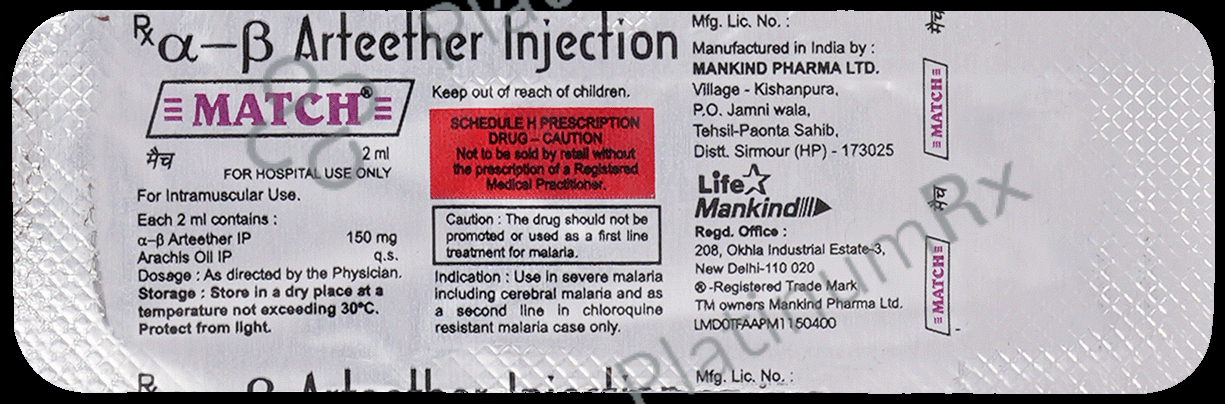 Rx α–β Arteether Injection
MATCH®
मैच
2 ml
FOR HOSPITAL USE ONLY
For Intramuscular Use.
Each 2 ml contains :
α–β Arteether IP 150 mg
Arachis Oil IP q.s.
Dosage : As directed by the Physician.
Storage : Store in a dry place at a
temperature not exceeding 30°C.
Protect from light.
Keep out of reach of children.
SCHEDULE H PRESCRIPTION
DRUG – CAUTION
Not to be sold by retail without
the prescription of a Registered
Medical Practitioner.
Caution : The drug should not be
promoted or used as a first line
treatment for malaria.
Indication : Use in severe malaria
including cerebral malaria and as
a second line in chloroquine
resistant malaria case only.
Mfg. Lic. No. :
Manufactured in India by :
MANKIND PHARMA LTD.
Village - Kishanpura,
P.O. Jamni wala,
Tehsil-Paonta Sahib,
Distt. Sirmour (HP) - 173025
Life
Mankind
Regd. Office :
208, Okhla Industrial Estate-3,
New Delhi-110 020
®-Registered Trade Mark
TM owners Mankind Pharma Ltd.
LMD0TFAAPM1150400
मैच
MATCH
मैच
MATCH
Rx α–β Arteether Injection
Mfg. Lic. No. :
PlatinumRx